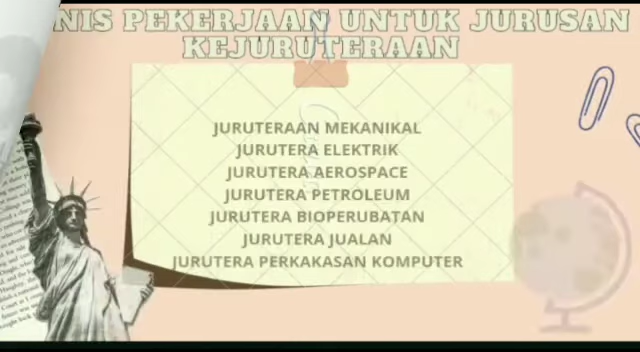 NIS PEKERJAAN UNTUK JURUSAN
KEJURUTERAAN
JURUTERAAN MEKANIKAL
JURUTERA ELEKTRIK
JURUTERA AEROSPACE
JURUTERA PETROLEUM
JURUTERA BIOPERUBATAN
JURUTERA JUALAN
JURUTERA PERKAKASAN KOMPUTER